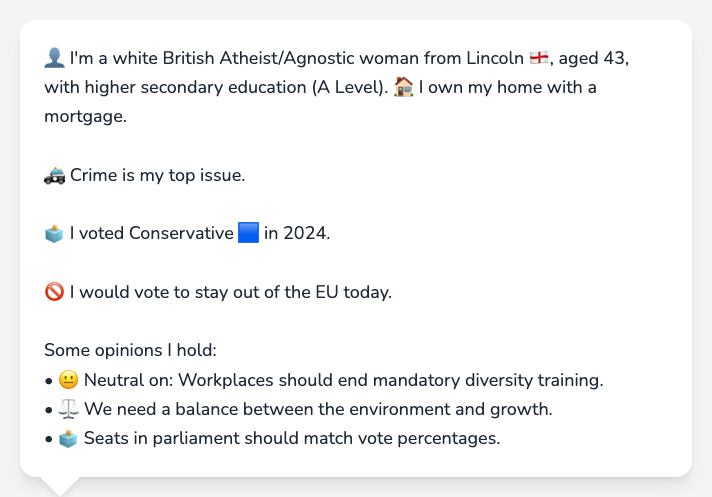 👤 I'm a white British Atheist/Agnostic woman from Lincoln 🏴󠁧󠁢󠁥󠁮󠁧󠁿, aged 43,
with higher secondary education (A Level). 🏠 I own my home with a
mortgage.
🚓 Crime is my top issue.
🗳️ I voted Conservative 🟦 in 2024.
🚫 I would vote to stay out of the EU today.
Some opinions I hold:
• 😐 Neutral on: Workplaces should end mandatory diversity training.
• ⚖️ We need a balance between the environment and growth.
• 🗳️ Seats in parliament should match vote percentages.